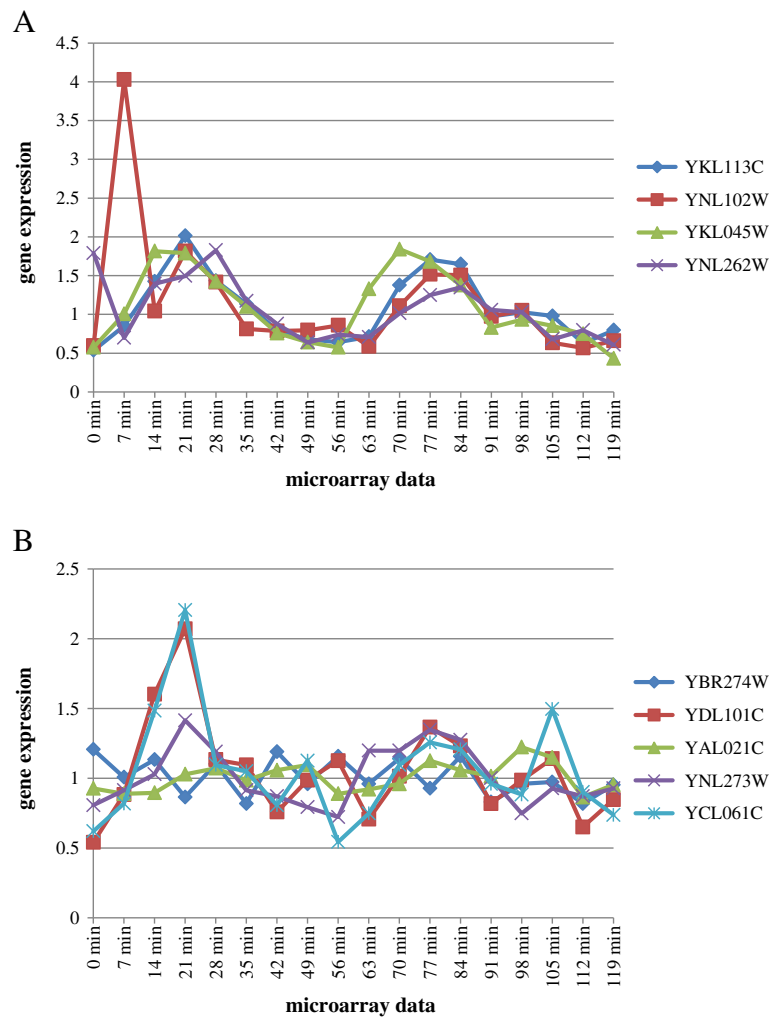 A
4.5
4
3.5
3
2.5
2
1.5
1
0.5
0
gene expression
0 min
7 min
14 min
21 min
28 min
35 min
42 min
49 min
56 min
63 min
70 min
77 min
84 min
91 min
98 min
105 min
112 min
119 min
microarray data
YKL113C
YNL102W
YKL045W
YNL262W
B
2.5
2
1.5
1
0.5
0
gene expression
0 min
7 min
14 min
21 min
28 min
35 min
42 min
49 min
56 min
63 min
70 min
77 min
84 min
91 min
98 min
105 min
112 min
119 min
microarray data
YBR274W
YDL101C
YAL021C
YNL273W
YCL061C